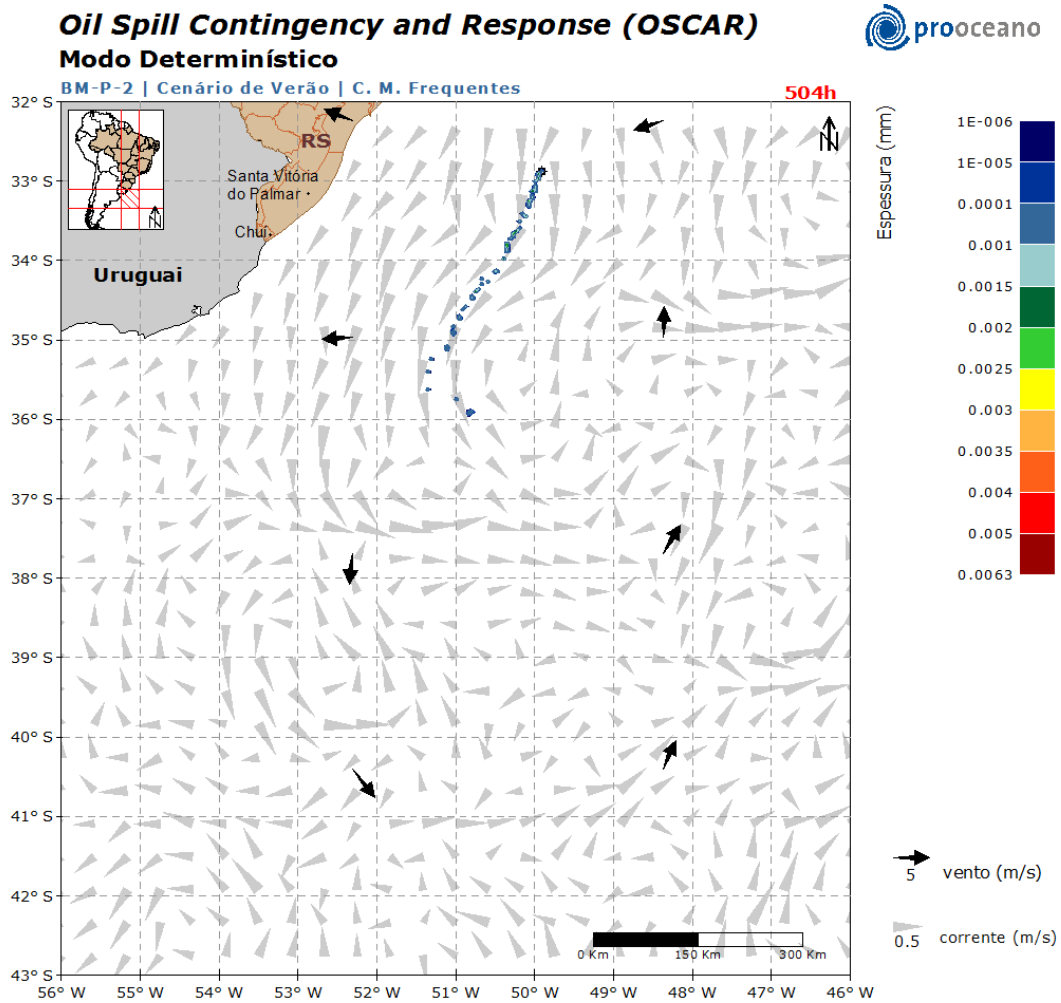 Oil Spill Contingency and Response (OSCAR)
prooceano
Modo Determinístico
BM-P-2 | Cenário de Verão | C. M. Frequentes
504h
32° S
33° S
34° S
35° S
36° S
37° S
38° S
39° S
40° S
41° S
42° S
43° S
56° W
55° W
54° W
53° W
52° W
51° W
50° W
49° W
48° W
47° W
46° W
RS
Santa Vitória
do Palmar
Chuí
Uruguai
N
N
0 Km
150 Km
300 Km
Espessura (mm)
1E-006
1E-005
0.0001
0.001
0.0015
0.002
0.0025
0.003
0.0035
0.004
0.005
0.0063
5 vento (m/s)
0.5 corrente (m/s)